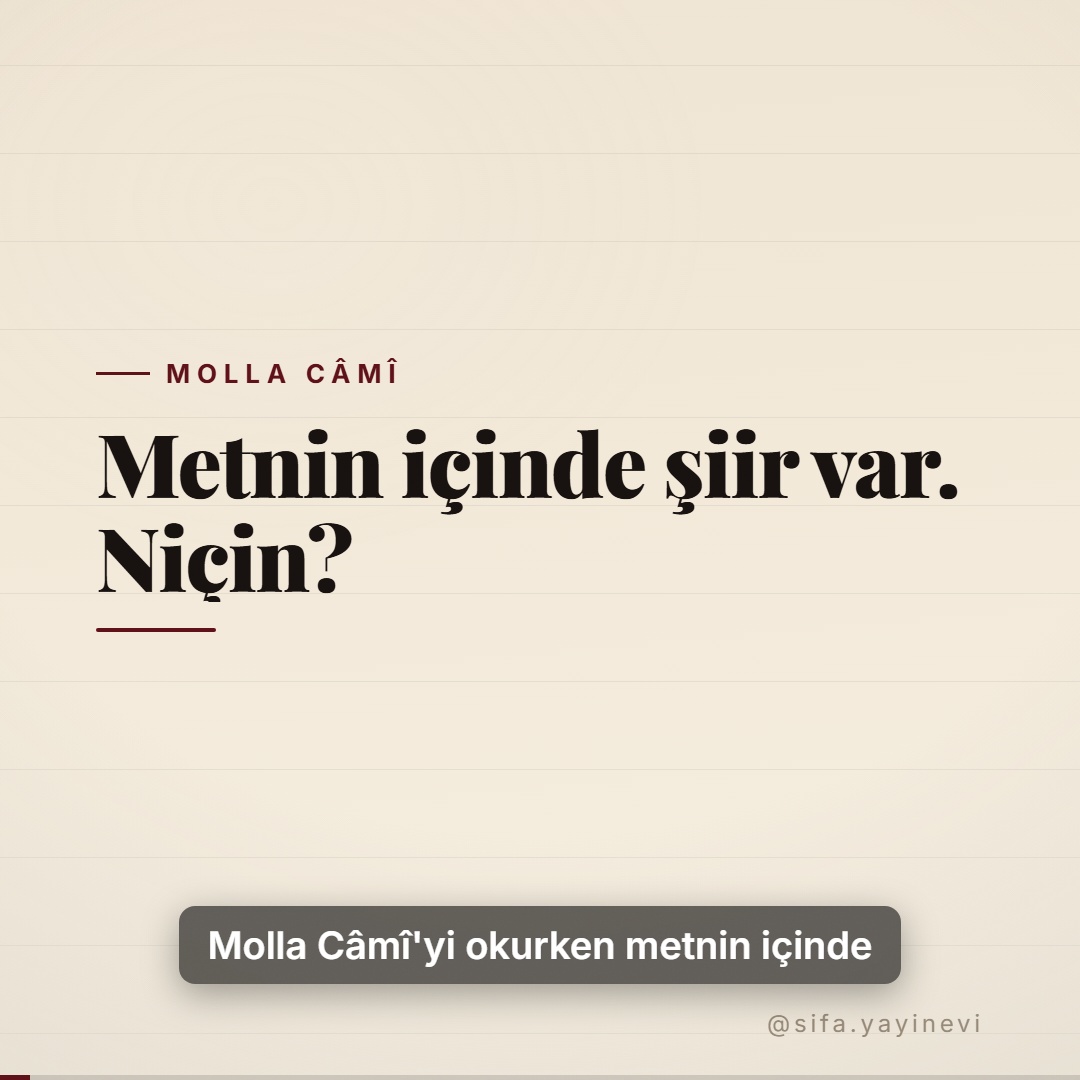 MOLLA CÂMÎ
Metnin içinde şiir var.
Niçin?
Molla Câmî'yi okurken metnin içinde
@sifa.yayinevi